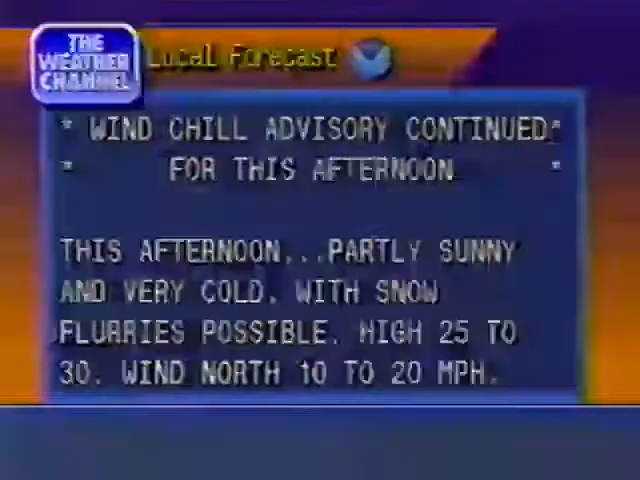 THE
WEATHER
CHANNEL
Local Forecast
* WIND CHILL ADVISORY CONTINUED*
* FOR THIS AFTERNOON *
THIS AFTERNOON...PARTLY SUNNY
AND VERY COLD. WITH SNOW
FLURRIES POSSIBLE. HIGH 25 TO
30. WIND NORTH 10 TO 20 MPH.